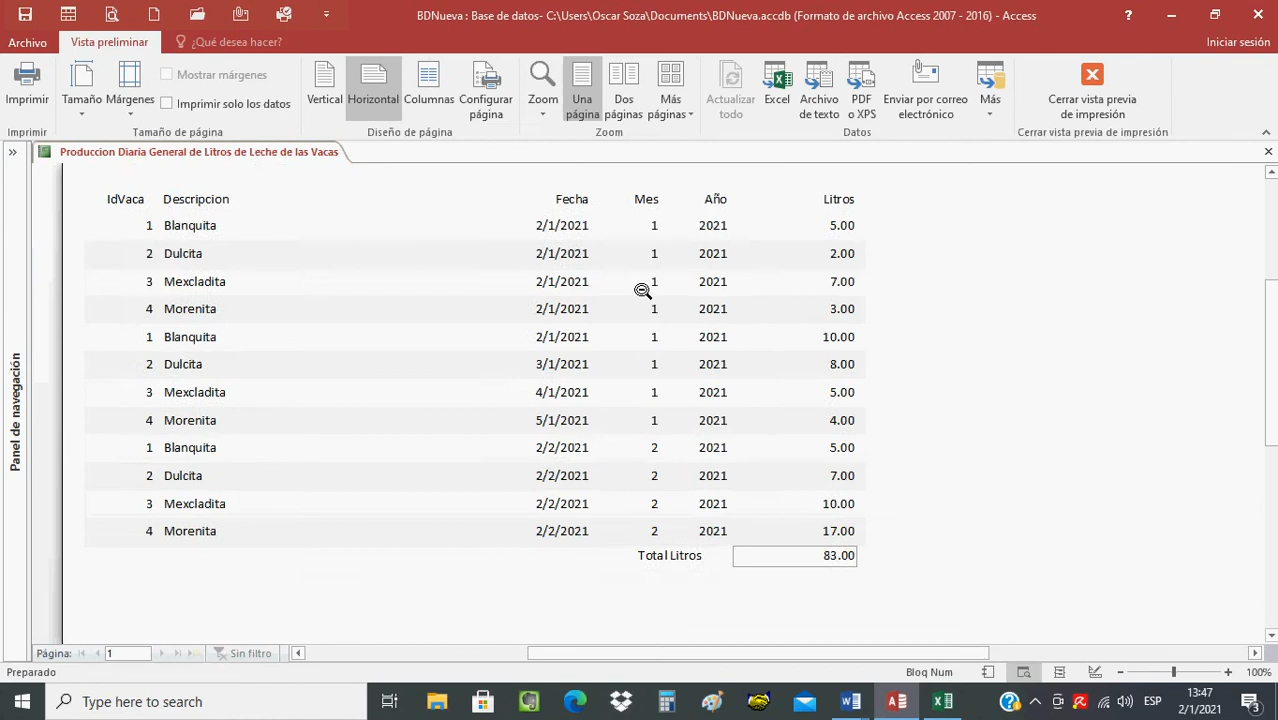 BDNueva : Base de datos- C:\Users\Oscar Soza\Documents\BDNueva.accdb (Formato de archivo Access 2007 - 2016) - Access
?
Archivo
Vista preliminar
¿Qué desea hacer?
Iniciar sesión
Imprimir
Tamaño
Márgenes
Mostrar márgenes
Imprimir solo los datos
Vertical
Horizontal
Columnas
Configurar página
Zoom
Una página
Dos páginas
Más páginas
Actualizar todo
Excel
Archivo de texto
PDF o XPS
Enviar por correo electrónico
Más
Cerrar vista previa de impresión
Imprimir
Tamaño de página
Diseño de página
Zoom
Datos
Cerrar vista previa de impresión
Produccion Diaria General de Litros de Leche de las Vacas
Panel de navegación
IdVaca Descripcion Fecha Mes Año Litros
1 Blanquita 2/1/2021 1 2021 5.00
2 Dulcita 2/1/2021 1 2021 2.00
3 Mexcladita 2/1/2021 1 2021 7.00
4 Morenita 2/1/2021 1 2021 3.00
1 Blanquita 2/1/2021 1 2021 10.00
2 Dulcita 3/1/2021 1 2021 8.00
3 Mexcladita 4/1/2021 1 2021 5.00
4 Morenita 5/1/2021 1 2021 4.00
1 Blanquita 2/2/2021 2 2021 5.00
2 Dulcita 2/2/2021 2 2021 7.00
3 Mexcladita 2/2/2021 2 2021 10.00
4 Morenita 2/2/2021 2 2021 17.00
Total Litros 83.00
Página: 1 Sin filtro
Preparado
Bloq Num
100%
Type here to search
ESP
13:47
2/1/2021
3